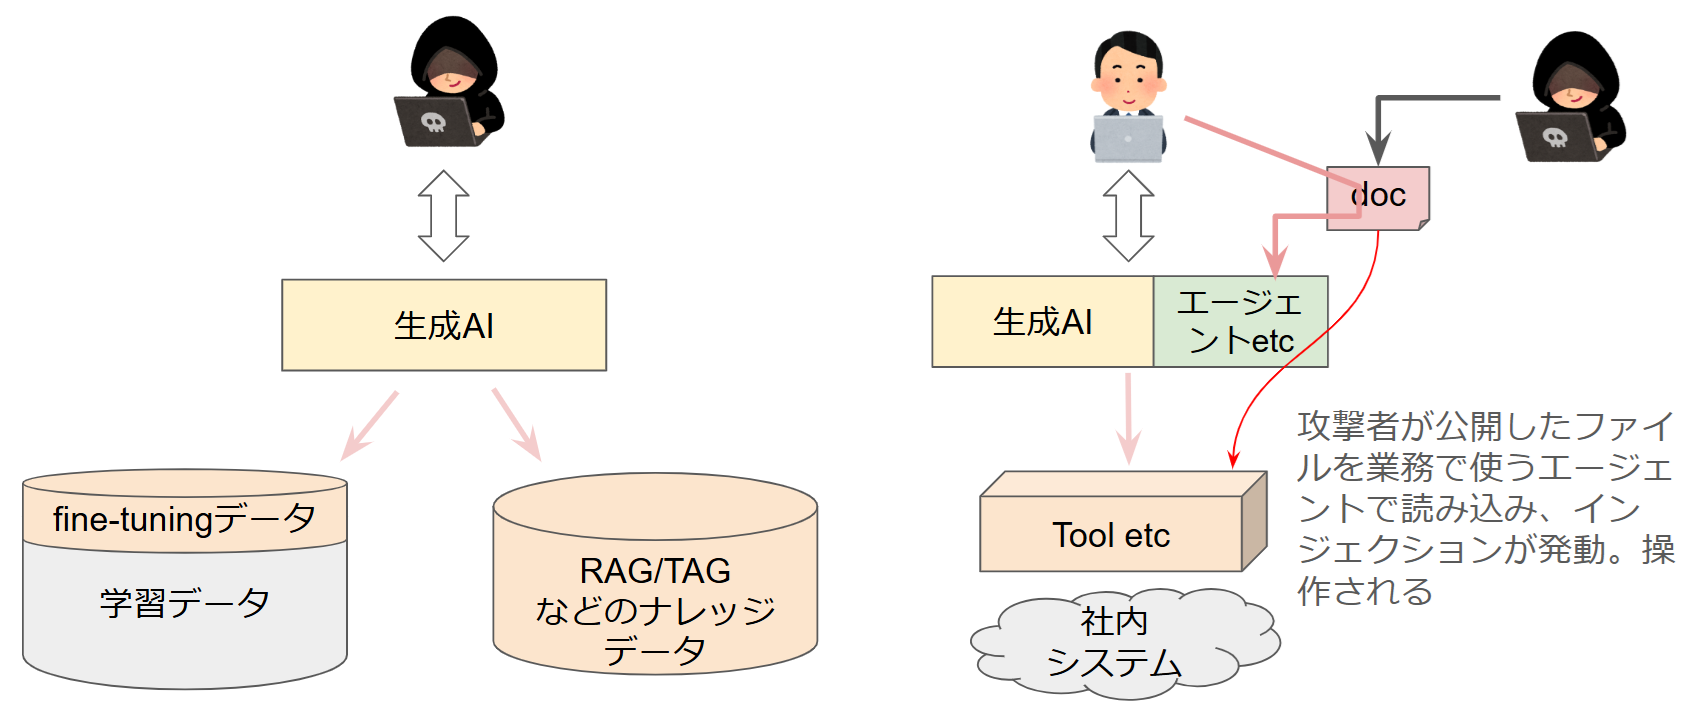 生成AI
fine-tuningデータ
学習データ
RAG/TAG
などのナレッジ
データ
doc
生成AI
エージェ
ントetc
Tool etc
社内
システム
攻撃者が公開したファイ
ルを業務で使うエージェ
ントで読み込み、イン
ジェクションが発動。操
作される